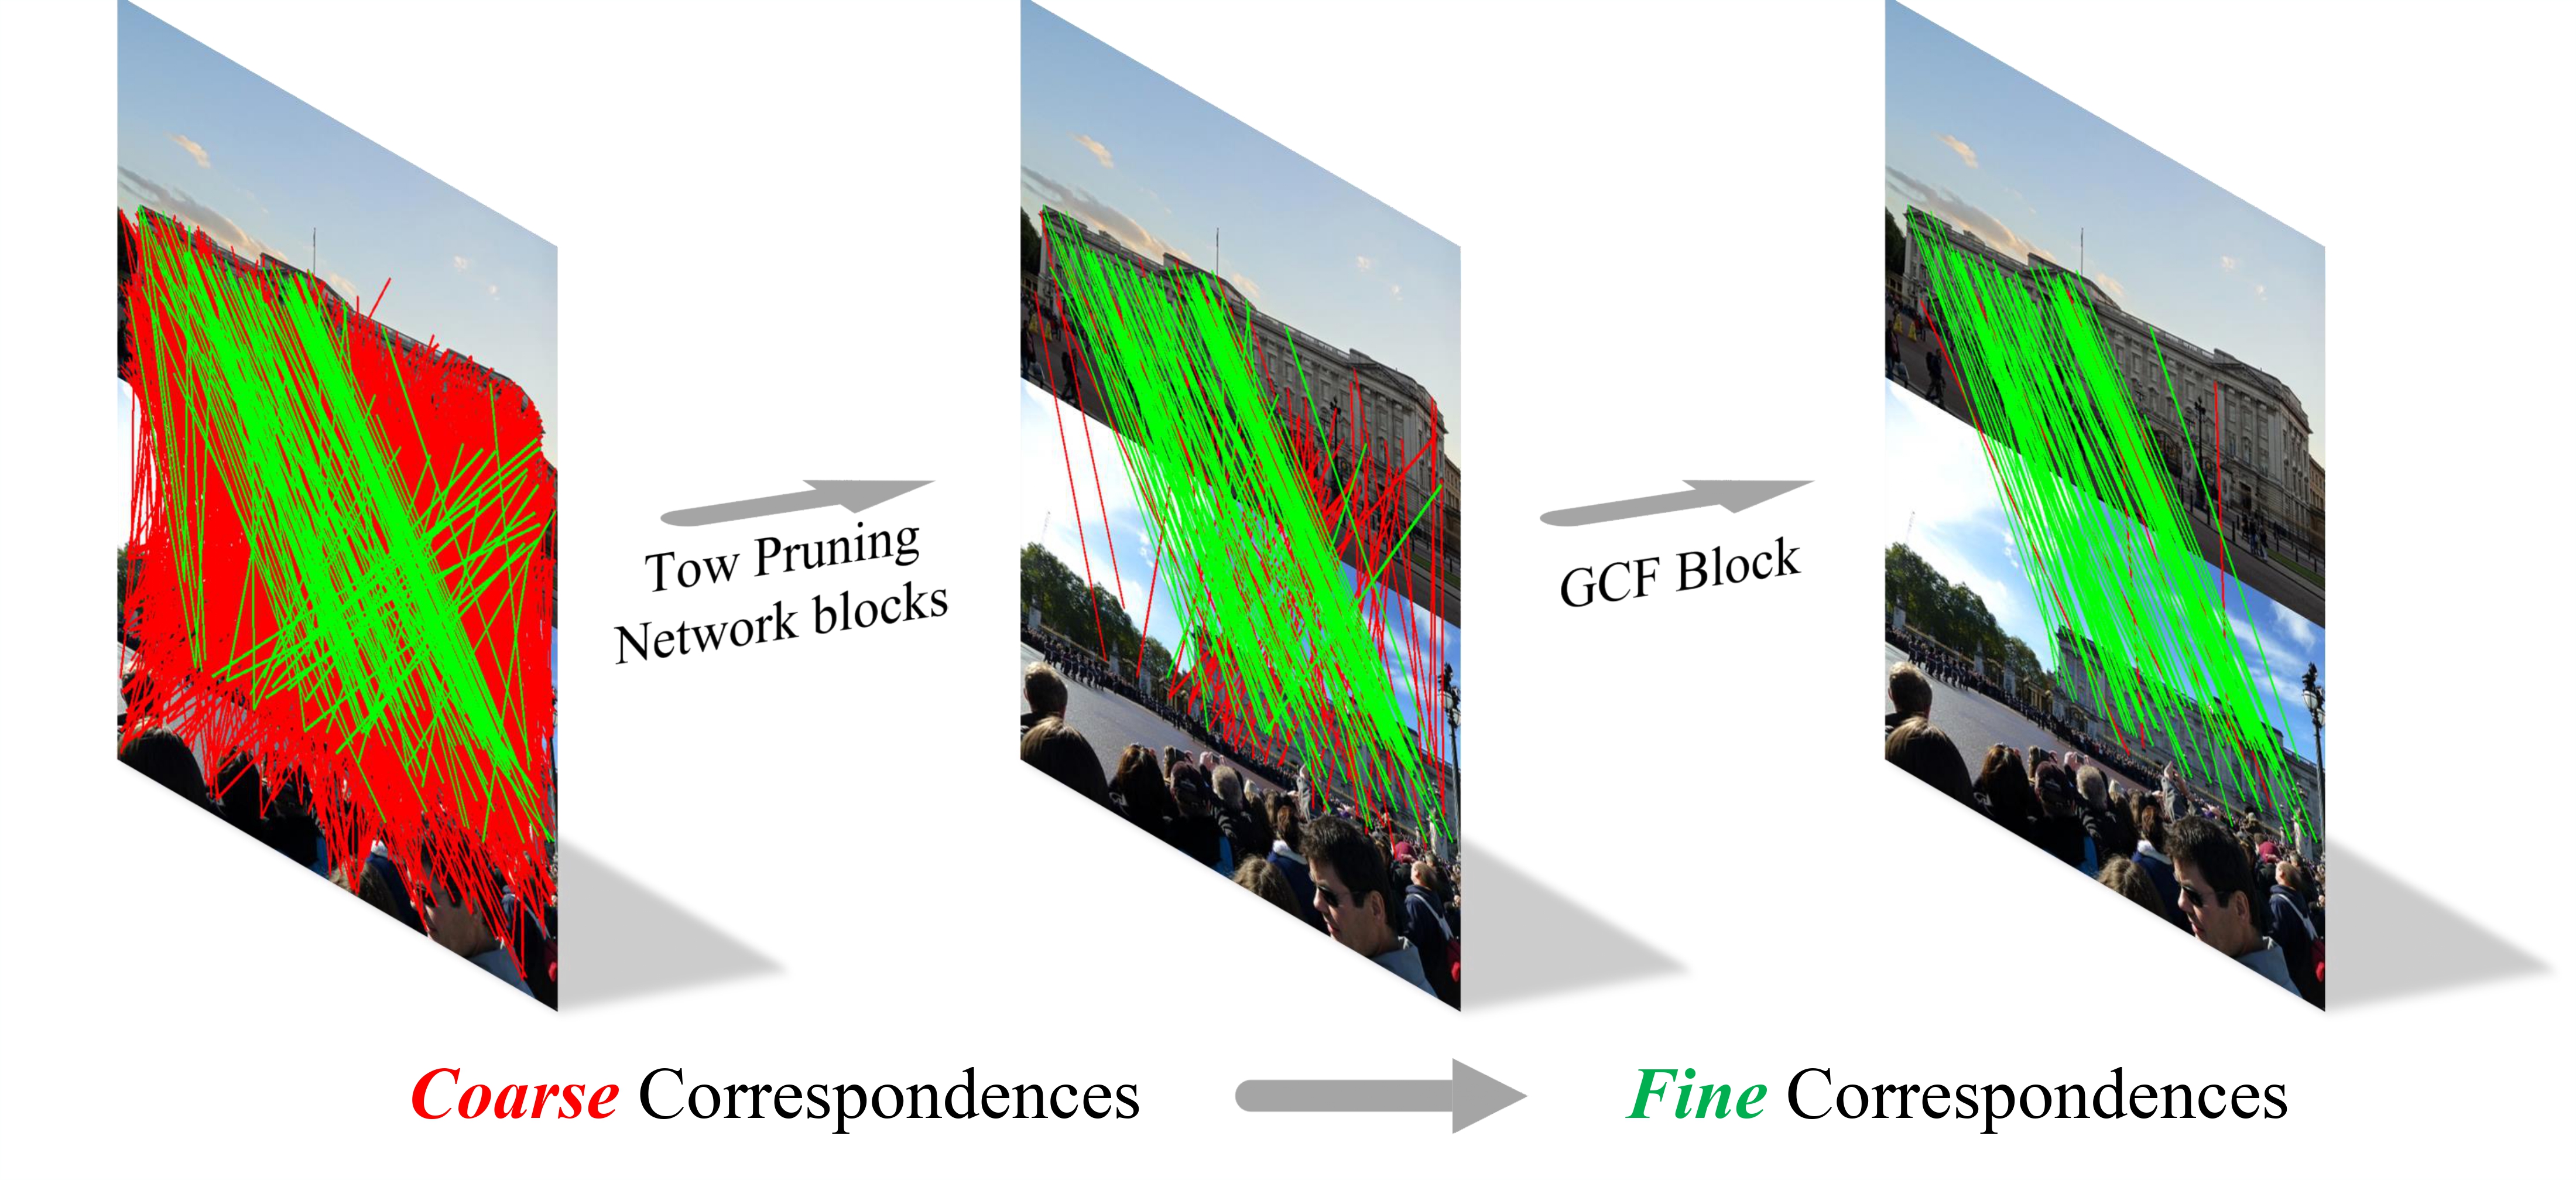 Tow Pruning
Network blocks
GCF Block
Coarse Correspondences
Fine Correspondences